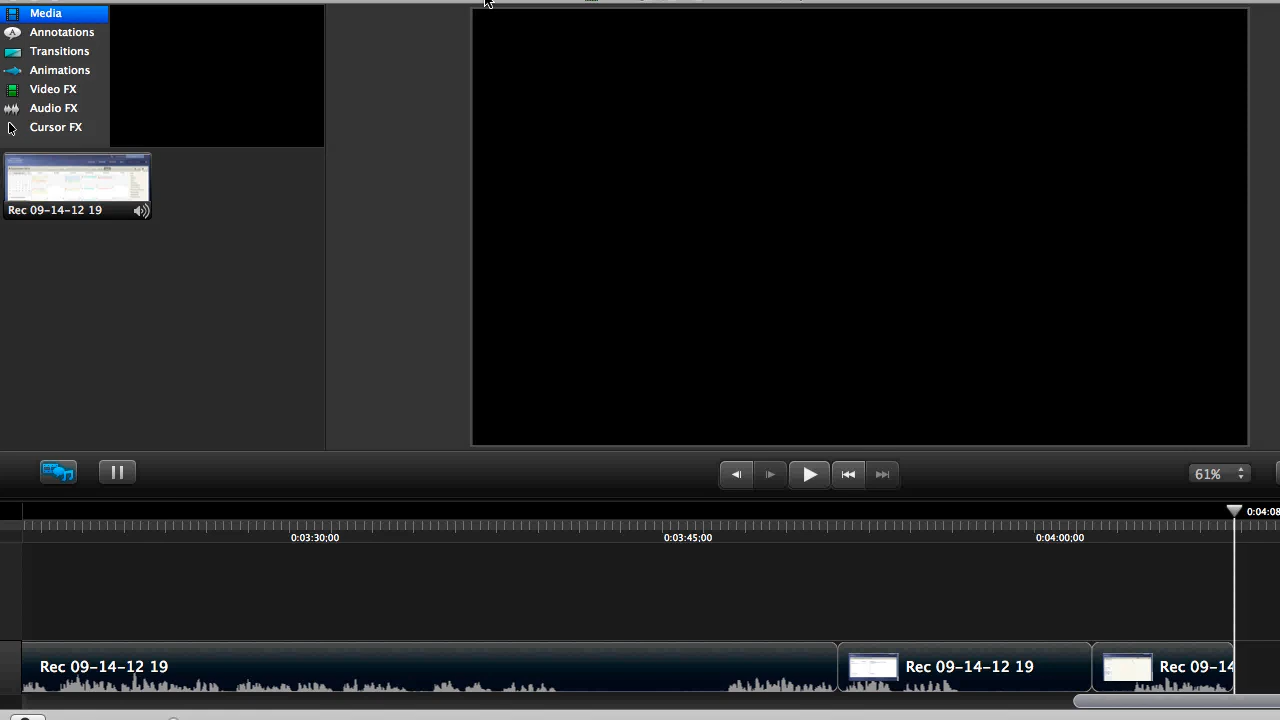 Media
Annotations
Transitions
Animations
Video FX
Audio FX
Cursor FX
Rec 09-14-12 19
61%
0:04:08
0:03:30;00
0:03:45;00
0:04:00;00
Rec 09-14-12 19
Rec 09-14-12 19
Rec 09-14